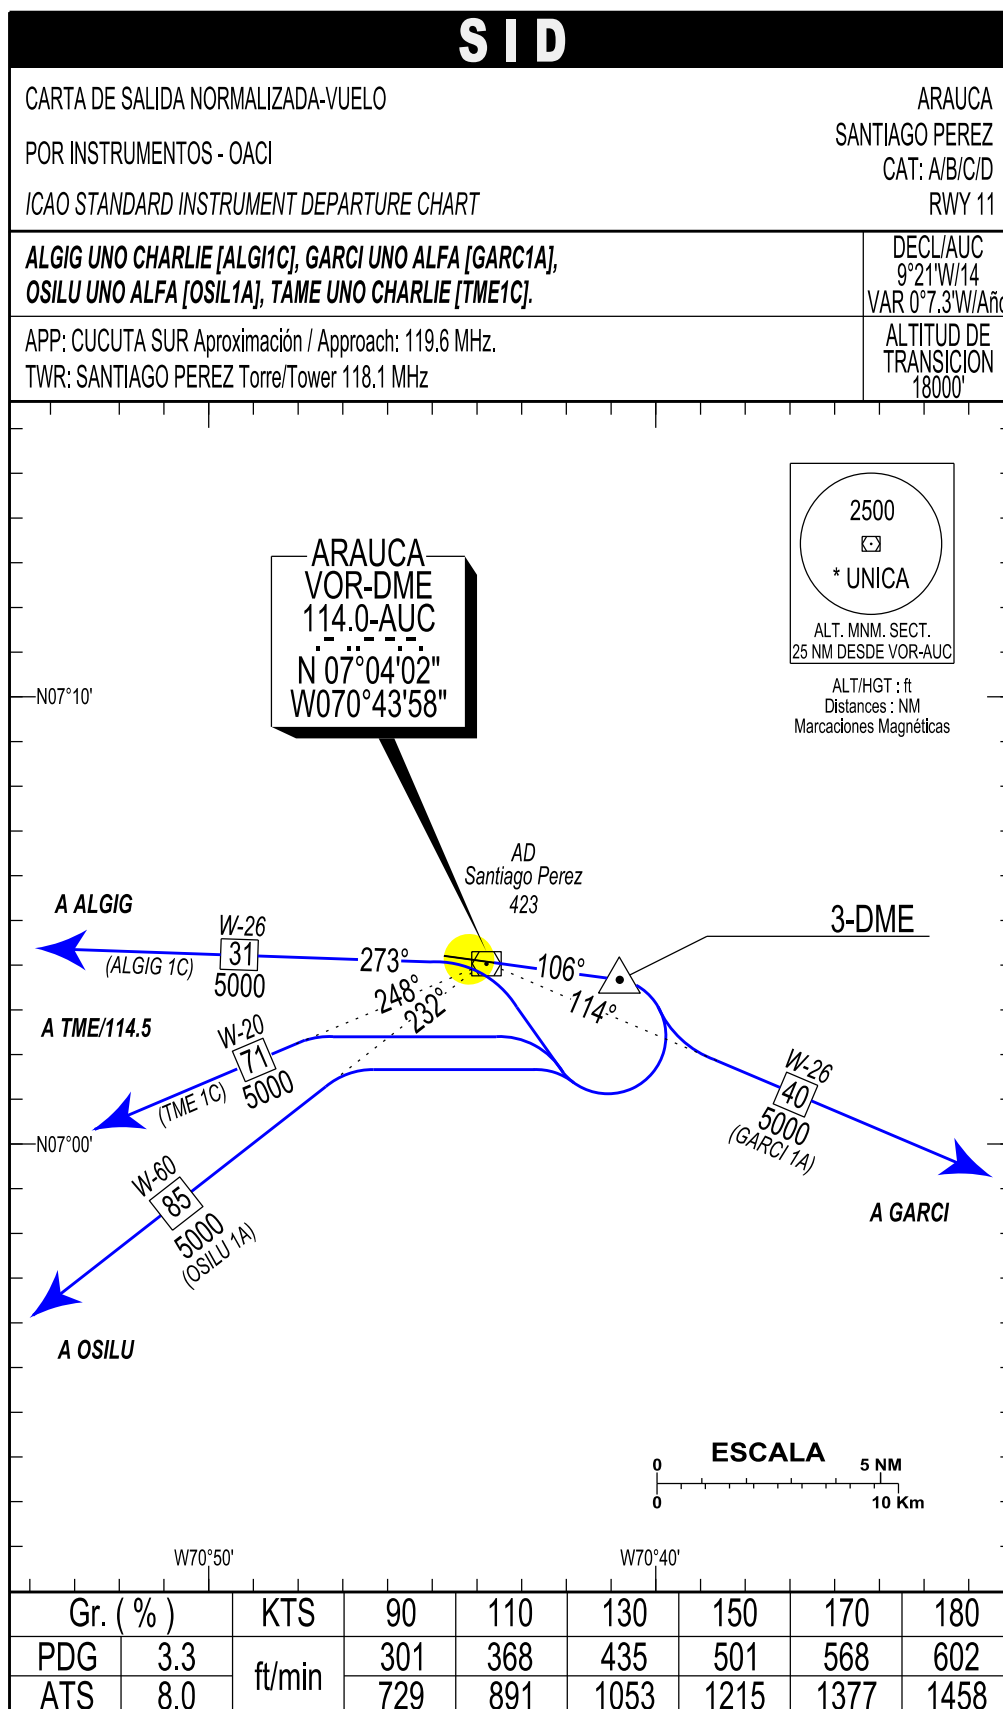 SID
CARTA DE SALIDA NORMALIZADA-VUELO
POR INSTRUMENTOS - OACI
ICAO STANDARD INSTRUMENT DEPARTURE CHART
ARAUCA
SANTIAGO PEREZ
CAT: A/B/C/D
RWY 11
ALGIG UNO CHARLIE [ALGI1C], GARCI UNO ALFA [GARC1A],
OSILU UNO ALFA [OSIL1A], TAME UNO CHARLIE [TME1C].
DECL/AUC
9°21'W/14
VAR 0°7.3'W/Año
APP: CUCUTA SUR Aproximación / Approach: 119.6 MHz.
TWR: SANTIAGO PEREZ Torre/Tower 118.1 MHz
ALTITUD DE
TRANSICION
18000'
2500
* UNICA
ALT. MNM. SECT.
25 NM DESDE VOR-AUC
ALT/HGT : ft
Distances : NM
Marcaciones Magnéticas
ARAUCA
VOR-DME
114.0-AUC
N 07°04'02"
W070°43'58"
N07°10'
AD
Santiago Perez
423
3-DME
A ALGIG
W-26
31
5000
(ALGIG 1C)
273°
248°
232°
106°
114°
A TME/114.5
W-20
71
5000
(TME 1C)
W-26
40
5000
(GARCI 1A)
A GARCI
N07°00'
W-60
85
5000
(OSILU 1A)
A OSILU
ESCALA
0 5 NM
0 10 Km
W70°50' W70°40'
Gr. ( % ) KTS 90 110 130 150 170 180
PDG 3.3 ft/min 301 368 435 501 568 602
ATS 8.0 729 891 1053 1215 1377 1458